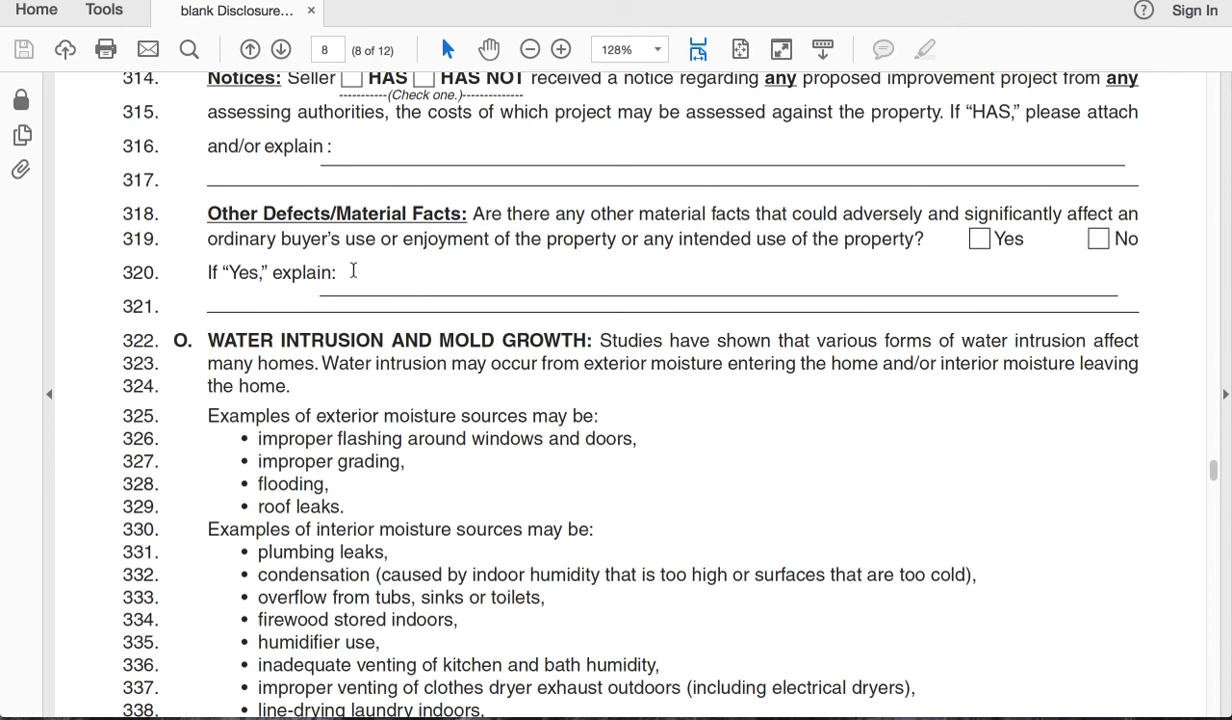 Home Tools blank Disclosure... × ? Sign In
8 (8 of 12) 128%
314. Notices: Seller HAS HAS NOT received a notice regarding any proposed improvement project from any
-----------(Check one.)--------------
315. assessing authorities, the costs of which project may be assessed against the property. If “HAS,” please attach
316. and/or explain :
317.
318. Other Defects/Material Facts: Are there any other material facts that could adversely and significantly affect an
319. ordinary buyer’s use or enjoyment of the property or any intended use of the property? Yes No
320. If “Yes,” explain:
321.
322. O. WATER INTRUSION AND MOLD GROWTH: Studies have shown that various forms of water intrusion affect
323. many homes. Water intrusion may occur from exterior moisture entering the home and/or interior moisture leaving
324. the home.
325. Examples of exterior moisture sources may be:
326. • improper flashing around windows and doors,
327. • improper grading,
328. • flooding,
329. • roof leaks.
330. Examples of interior moisture sources may be:
331. • plumbing leaks,
332. • condensation (caused by indoor humidity that is too high or surfaces that are too cold),
333. • overflow from tubs, sinks or toilets,
334. • firewood stored indoors,
335. • humidifier use,
336. • inadequate venting of kitchen and bath humidity,
337. • improper venting of clothes dryer exhaust outdoors (including electrical dryers),
338. • line-drying laundry indoors,